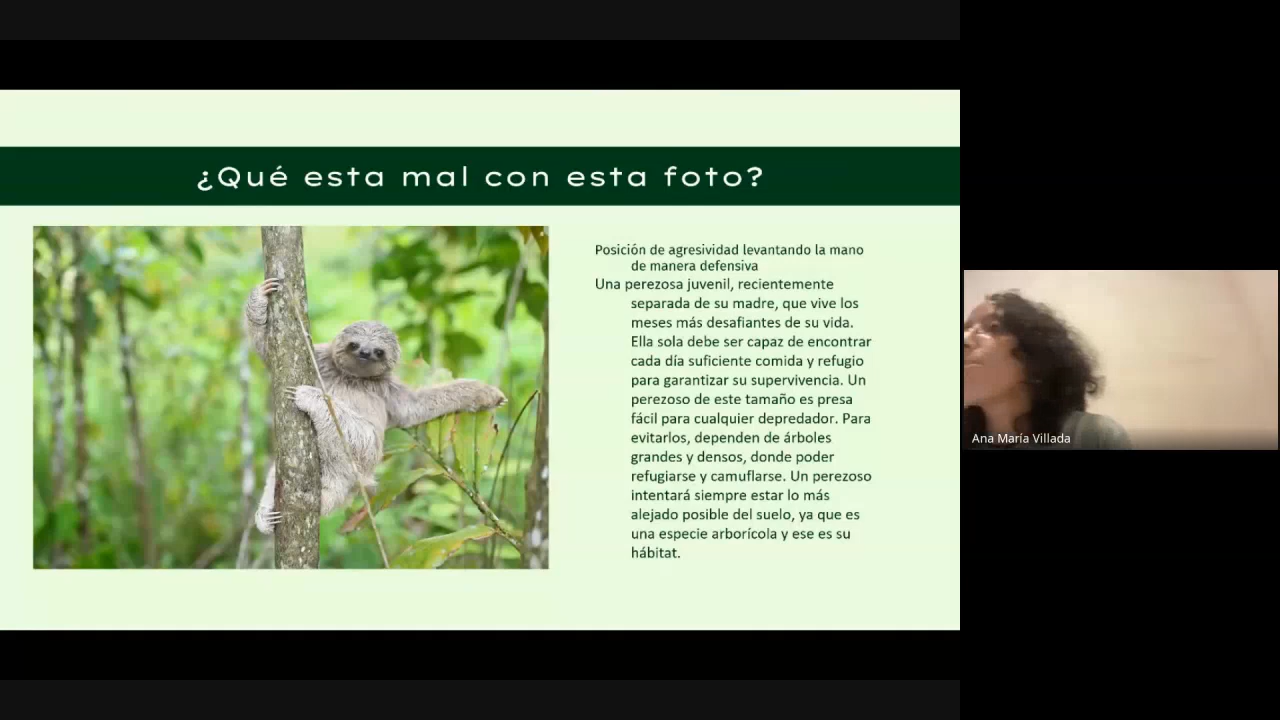 ¿Qué esta mal con esta foto?
Posición de agresividad levantando la mano
de manera defensiva
Una perezosa juvenil, recientemente
separada de su madre, que vive los
meses más desafiantes de su vida.
Ella sola debe ser capaz de encontrar
cada día suficiente comida y refugio
para garantizar su supervivencia. Un
perezoso de este tamaño es presa
fácil para cualquier depredador. Para
evitarlos, dependen de árboles
grandes y densos, donde poder
refugiarse y camuflarse. Un perezoso
intentará siempre estar lo más
alejado posible del suelo, ya que es
una especie arborícola y ese es su
hábitat.
Ana María Villada